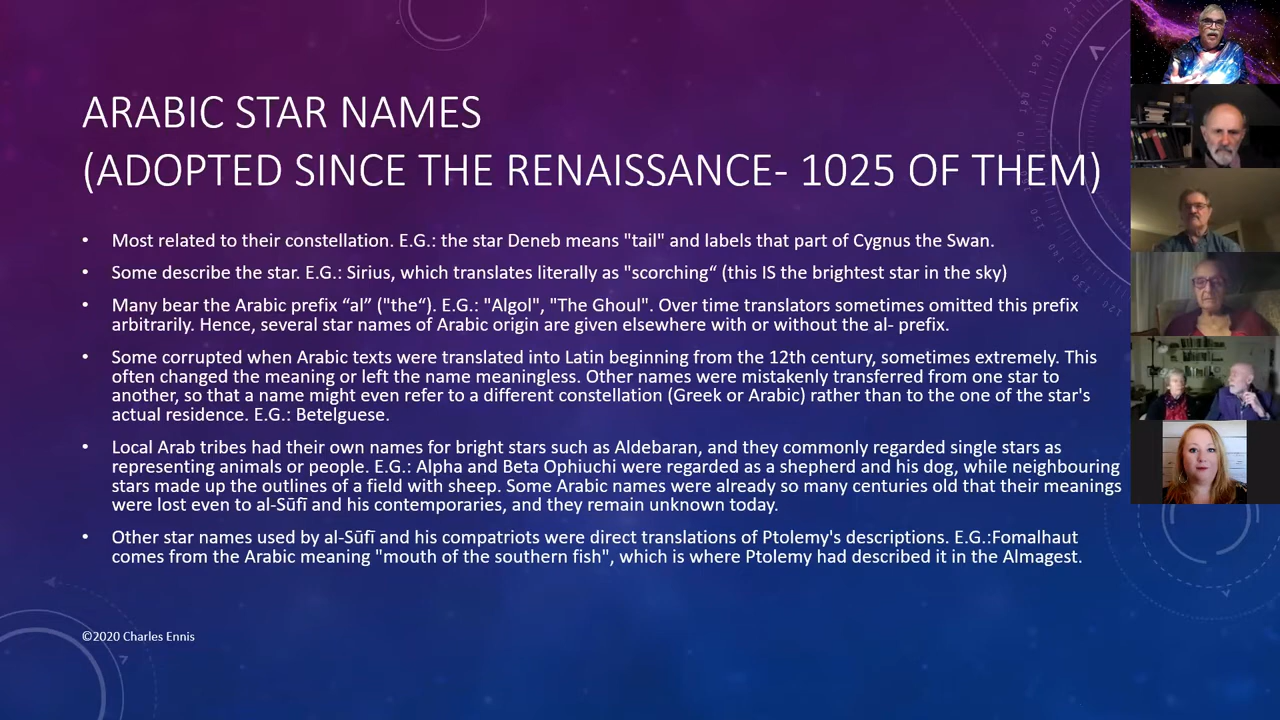 ARABIC STAR NAMES
(ADOPTED SINCE THE RENAISSANCE- 1025 OF THEM)
• Most related to their constellation. E.G.: the star Deneb means "tail" and labels that part of Cygnus the Swan.
• Some describe the star. E.G.: Sirius, which translates literally as "scorching“ (this IS the brightest star in the sky)
• Many bear the Arabic prefix “al” ("the“). E.G.: "Algol", "The Ghoul". Over time translators sometimes omitted this prefix
arbitrarily. Hence, several star names of Arabic origin are given elsewhere with or without the al- prefix.
• Some corrupted when Arabic texts were translated into Latin beginning from the 12th century, sometimes extremely. This
often changed the meaning or left the name meaningless. Other names were mistakenly transferred from one star to
another, so that a name might even refer to a different constellation (Greek or Arabic) rather than to the one of the star's
actual residence. E.G.: Betelguese.
• Local Arab tribes had their own names for bright stars such as Aldebaran, and they commonly regarded single stars as
representing animals or people. E.G.: Alpha and Beta Ophiuchi were regarded as a shepherd and his dog, while neighbouring
stars made up the outlines of a field with sheep. Some Arabic names were already so many centuries old that their meanings
were lost even to al-Sūfī and his contemporaries, and they remain unknown today.
• Other star names used by al-Sūfī and his compatriots were direct translations of Ptolemy's descriptions. E.G.:Fomalhaut
comes from the Arabic meaning "mouth of the southern fish", which is where Ptolemy had described it in the Almagest.
©2020 Charles Ennis
210
200
190
180
170
150
130
120